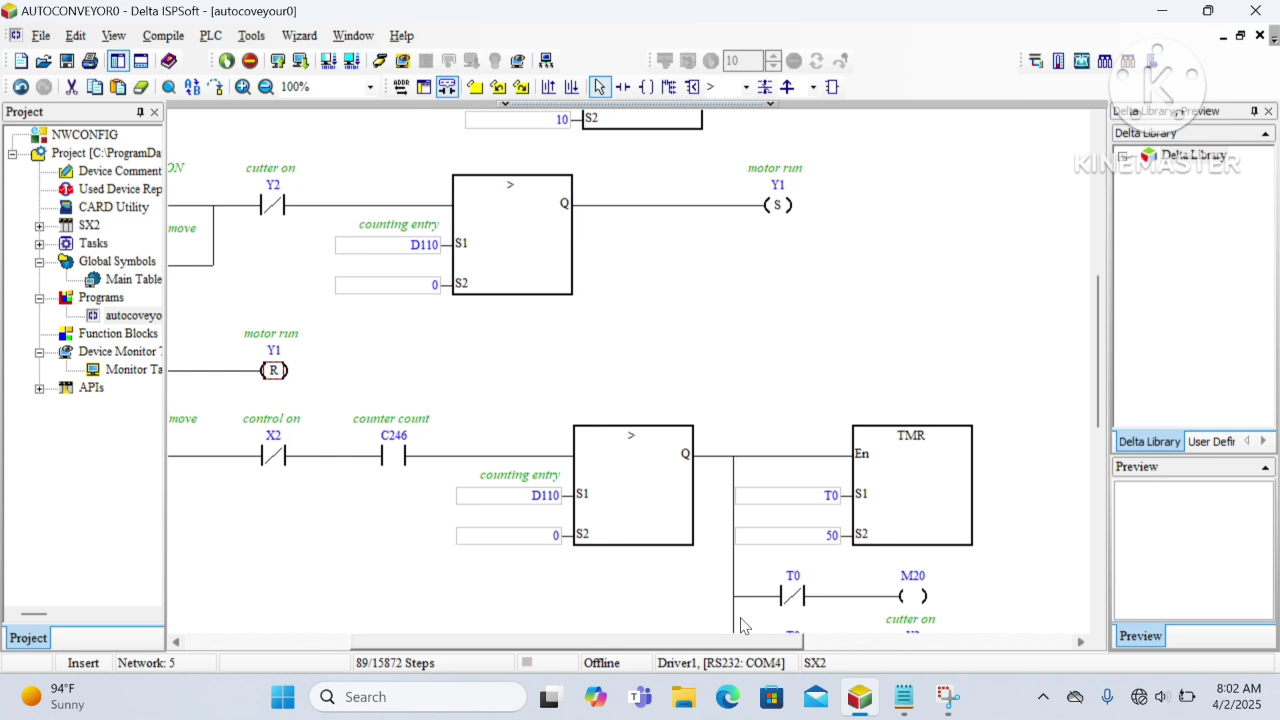 AUTOCONVEYOR0 - Delta ISPSoft - [autocoveyour0]
File Edit View Compile PLC Tools Wizard Window Help
10
100%
ADDR
>
Project
NWCONFIG
Project [C:\ProgramDa
Device Comment
Used Device Rep
CARD Utility
SX2
Tasks
Global Symbols
Main Table
Programs
autocoveyo
Function Blocks
Device Monitor T
Monitor Ta
APIs
Project
10 S2
ON
cutter on
Y2
>
Q
motor run
Y1
S
move
counting entry
D110 S1
0 S2
motor run
Y1
R
move
control on
X2
counter count
C246
>
Q
TMR
En
counting entry
D110 S1
0 S2
T0 S1
50 S2
T0
M20
cutter on
Delta Library, Preview
Delta Library
Delta Library
Delta Library User Defir
Preview
Preview
K
KINEMASTER
Insert Network: 5 89/15872 Steps Offline Driver1, [RS232: COM4] SX2
94°F
Sunny
Search
8:02 AM
4/2/2025